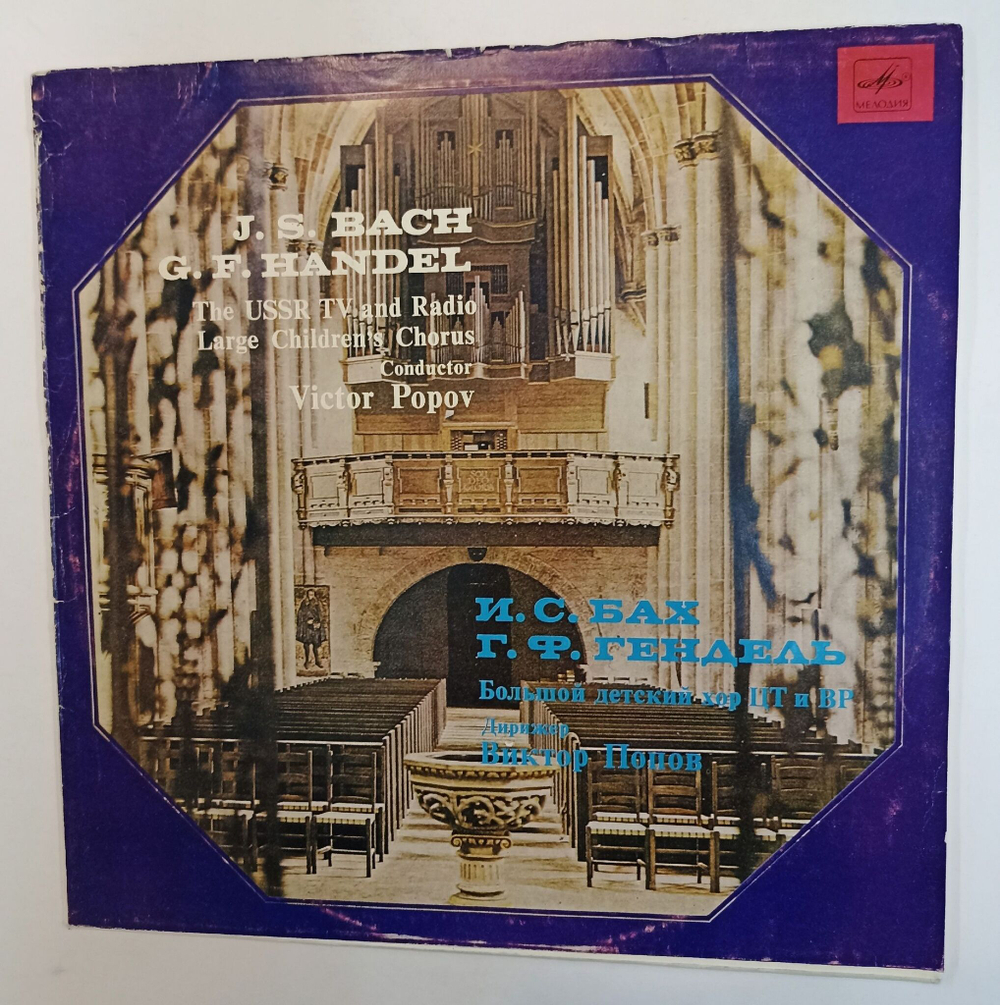 МЕЛОДИЯ
J. S. BACH
G. F. HANDEL
The USSR TV and Radio
Large Children's Chorus
Conductor
Victor Popov
И. С. БАХ
Г. Ф. ГЕНДЕЛЬ
Большой детский хор ЦТ и ВР
Дирижер
Виктор Попов